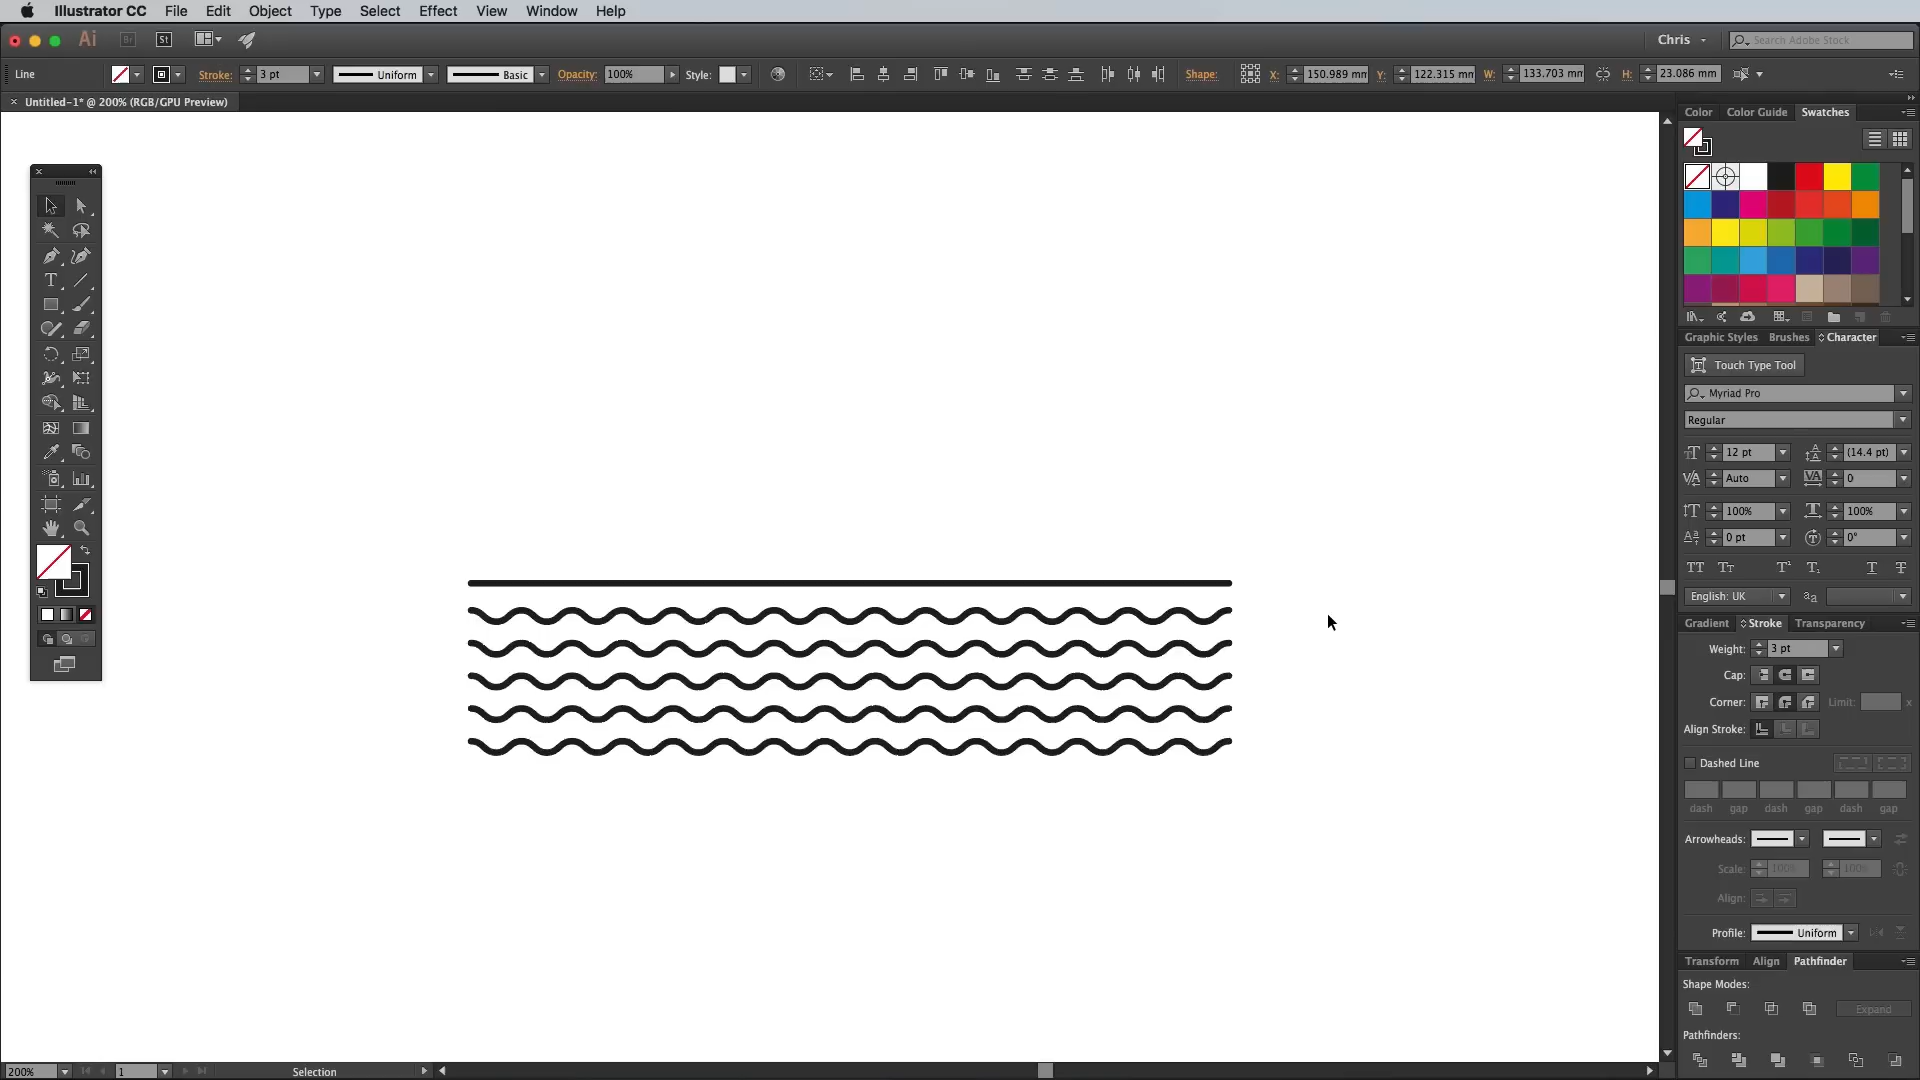 Illustrator CC File Edit Object Type Select Effect View Window Help
Ai Br St Chris Search Adobe Stock
Line Stroke: 3 pt Uniform Basic Opacity: 100% Style: Shape: X: 150.989 mm Y: 122.315 mm W: 133.703 mm H: 23.086 mm
× Untitled-1* @ 200% (RGB/GPU Preview)
Color Color Guide Swatches
Graphic Styles Brushes Character
Touch Type Tool
Myriad Pro
Regular
12 pt (14.4 pt)
Auto 0
100% 100%
0 pt 0°
English: UK
Gradient Stroke Transparency
Weight: 3 pt
Cap:
Corner: Limit: x
Align Stroke:
Dashed Line
dash gap dash gap dash gap
Arrowheads:
Scale: 100% 100%
Align:
Profile: Uniform
Transform Align Pathfinder
Shape Modes:
Expand
Pathfinders:
200% 1 Selection